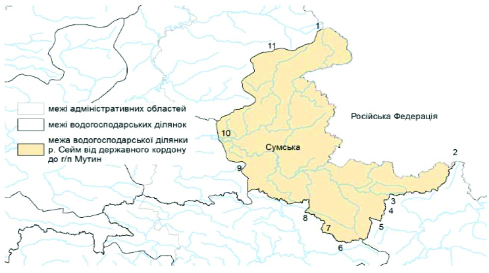 1
11
межі адміністративних областей
Російська Федерація
межі водогосподарських ділянок
10
межа водогосподарської ділянки
р. Сейм від державного кордону
до г/п Мутин
Сумська
2
9
3
4
8
5
7
6